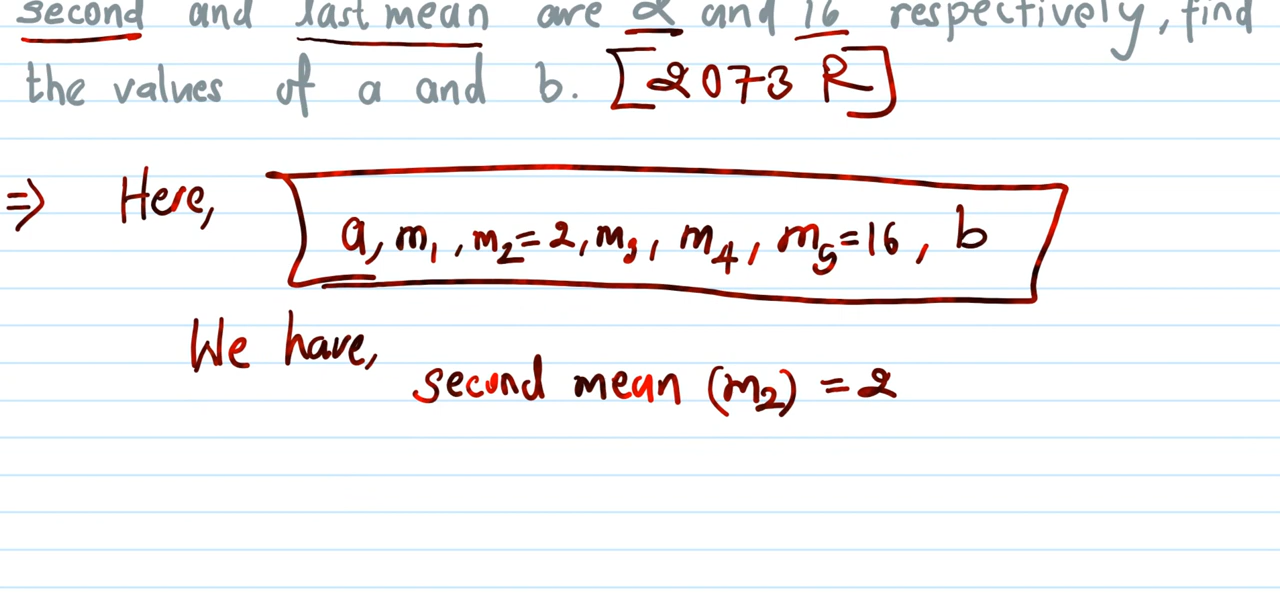 second and last mean are 2 and 16 respectively, find
the values of a and b. [2073 R]
⇒ Here,
a, m₁, m₂=2, m₃, m₄, m₅=16, b
We have,
second mean (m₂) = 2